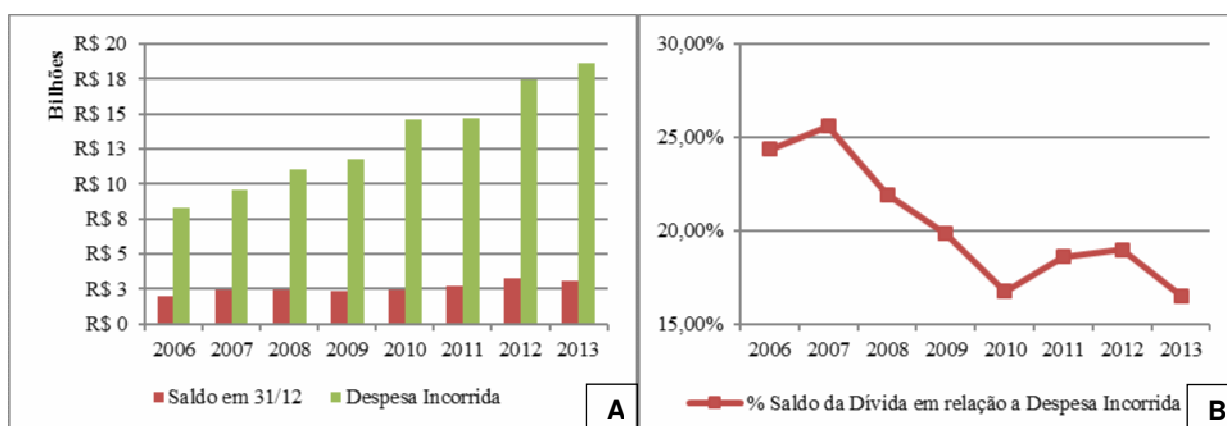 Bilhões
R$ 20
R$ 18
R$ 15
R$ 13
R$ 10
R$ 8
R$ 5
R$ 3
R$ 0
2006 2007 2008 2009 2010 2011 2012 2013
Saldo em 31/12 Despesa Incorrida
A
30,00%
25,00%
20,00%
15,00%
2006 2007 2008 2009 2010 2011 2012 2013
% Saldo da Dívida em relação a Despesa Incorrida
B